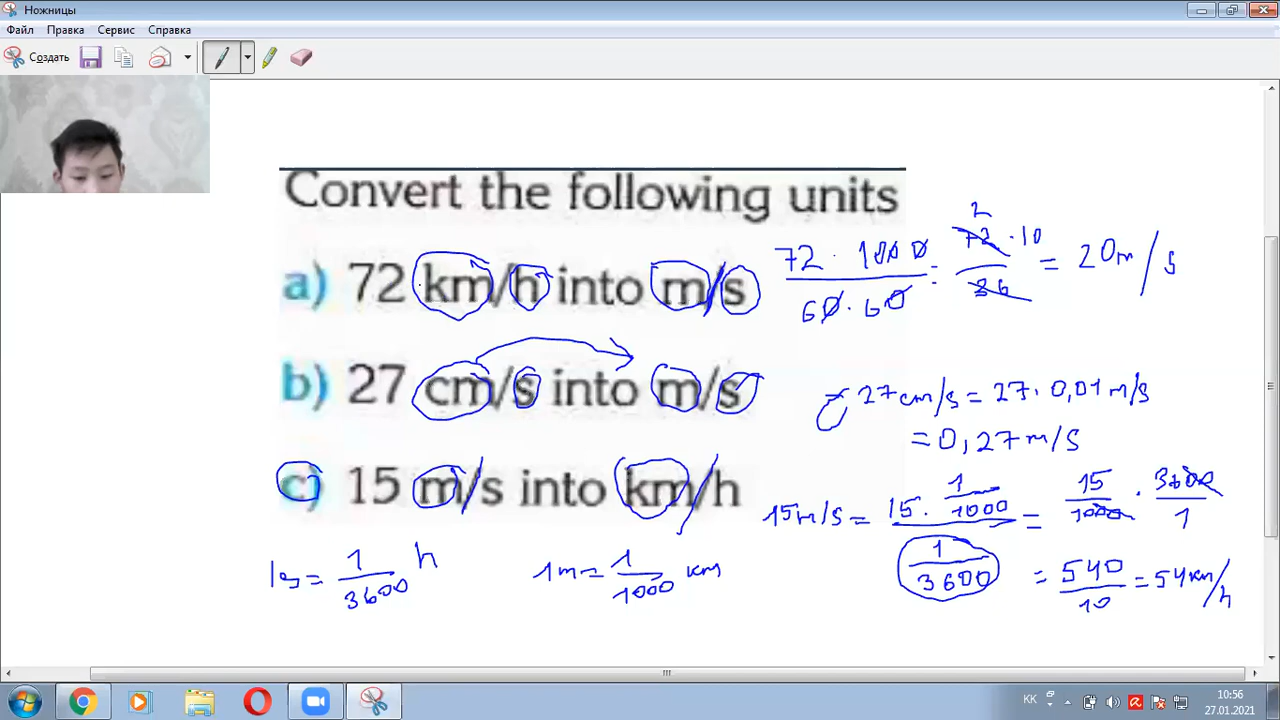 Ножницы
Файл Правка Сервис Справка
Создать
Convert the following units
a) 72 km/h into m/s
72 · 1000 / 60 · 60 = 72 · 10 / 36 = 20 m/s
2
b) 27 cm/s into m/s
27 cm/s = 27 · 0,01 m/s
= 0,27 m/s
c) 15 m/s into km/h
15 m/s = 15 · 1/1000 / 1/3600 = 15/1000 · 3600/1
= 540/10 = 54 km/h
1s = 1/3600 h
1m = 1/1000 km
KK
10:56
27.01.2021